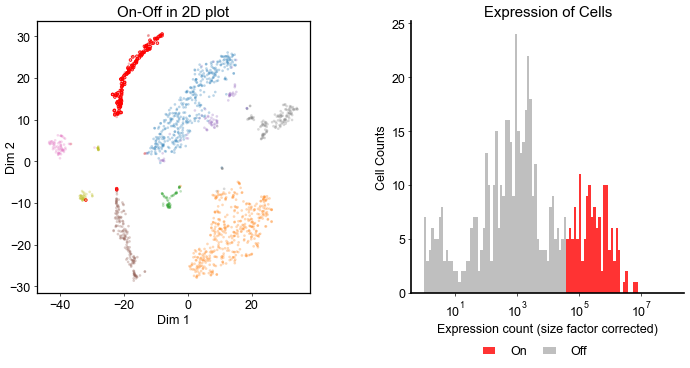 On-Off in 2D plot
Dim 2
30
20
10
0
−10
−20
−30
−40
−20
0
20
Dim 1
Expression of Cells
Cell Counts
25
20
15
10
5
0
10^1
10^3
10^5
10^7
Expression count (size factor corrected)
On
Off